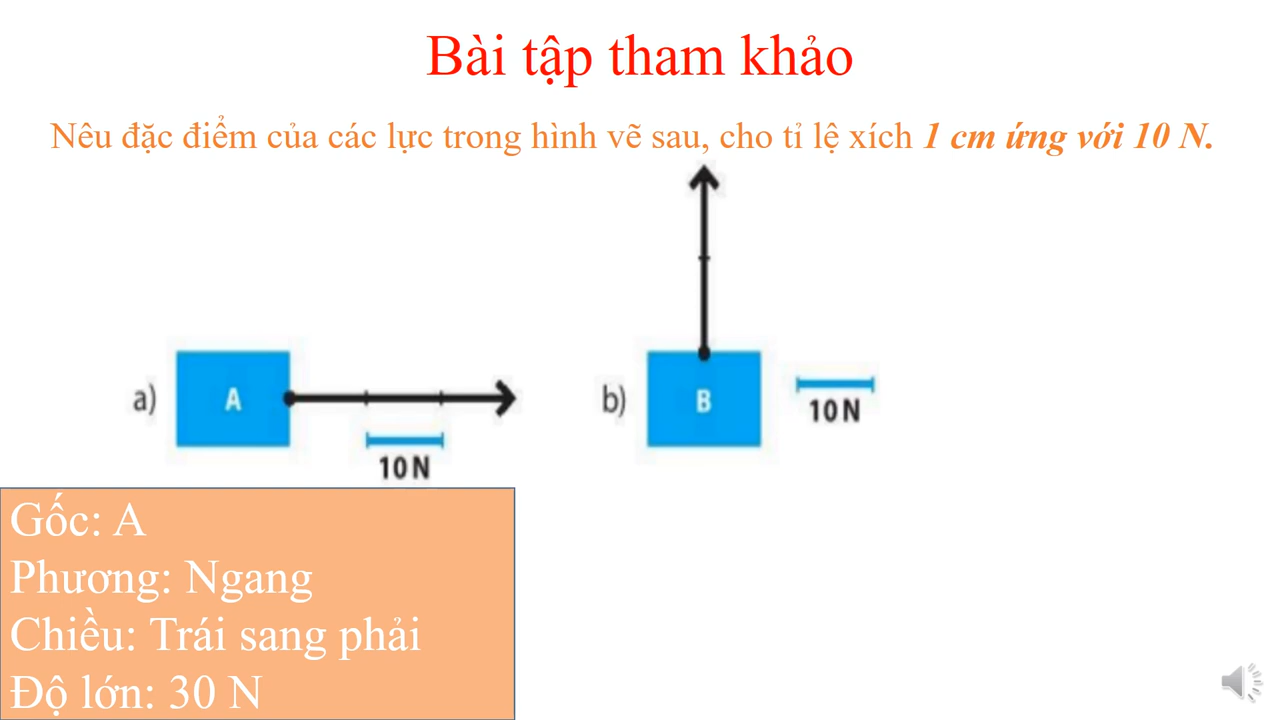 Bài tập tham khảo
Nêu đặc điểm của các lực trong hình vẽ sau, cho tỉ lệ xích 1 cm ứng với 10 N.
a)
A
10 N
b)
B
10 N
Gốc: A
Phương: Ngang
Chiều: Trái sang phải
Độ lớn: 30 N